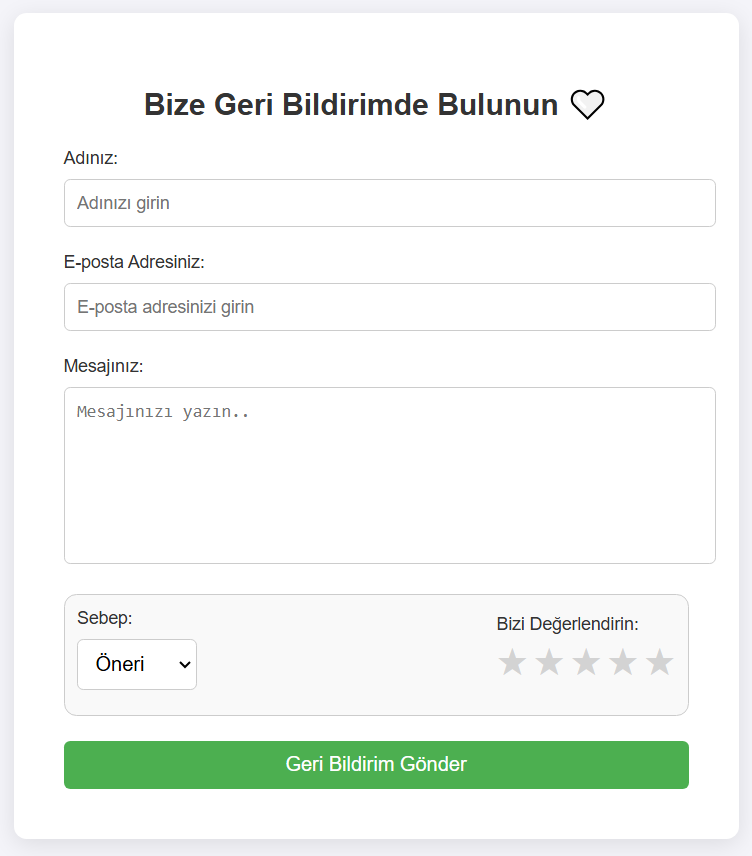 Bize Geri Bildirimde Bulunun
Adınız:
Adınızı girin
E-posta Adresiniz:
E-posta adresinizi girin
Mesajınız:
Mesajınızı yazın..
Sebep:
Öneri
Bizi Değerlendirin:
Geri Bildirim Gönder